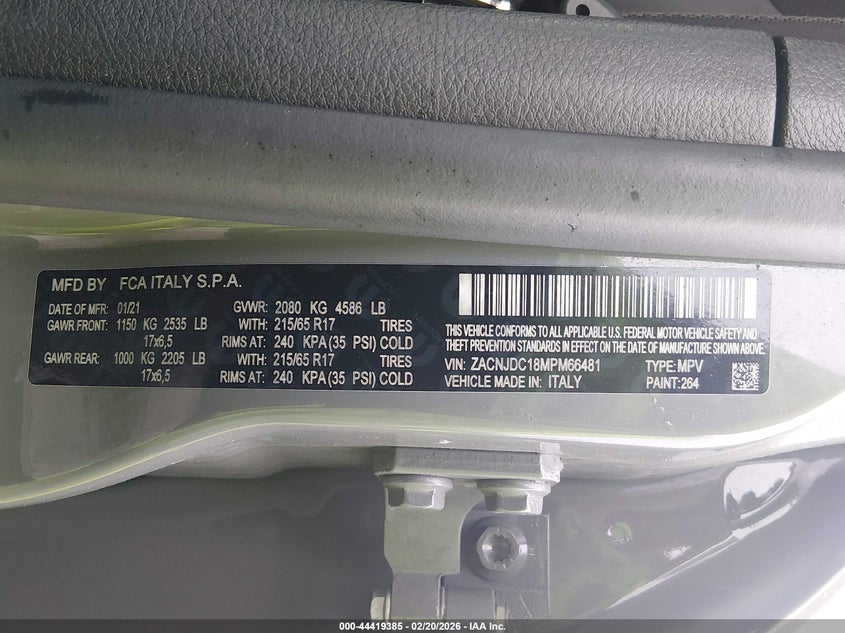 MFD BY FCA ITALY S.P.A.
DATE OF MFR: 01/21 GVWR: 2080 KG 4586 LB
GAWR FRONT: 1150 KG 2535 LB WITH: 215/65 R17 TIRES
17x6,5 RIMS AT: 240 KPA(35 PSI) COLD
GAWR REAR: 1000 KG 2205 LB WITH: 215/65 R17 TIRES
17x6,5 RIMS AT: 240 KPA(35 PSI) COLD
THIS VEHICLE CONFORMS TO ALL APPLICABLE U.S. FEDERAL MOTOR VEHICLE SAFETY AND
THEFT PREVENTION STANDARDS IN EFFECT ON THE DATE OF MANUFACTURE SHOWN ABOVE.
VIN: ZACNJDC18MPM66481 TYPE: MPV
VEHICLE MADE IN: ITALY PAINT: 264
000-44419385 - 02/20/2026 - IAA Inc.